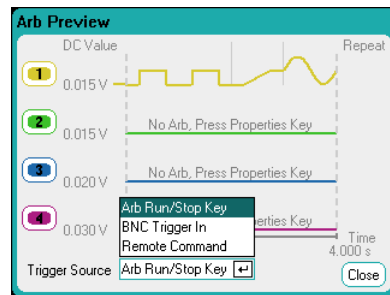 Arb Preview
DC Value
Repeat
1
0.015 V
2
No Arb, Press Properties Key
0.015 V
3
No Arb, Press Properties Key
0.020 V
4
Arb Run/Stop Key
0.030 V
BNC Trigger In
erties Key
Remote Command
Time
4.000 s
Trigger Source
Arb Run/Stop Key
Close